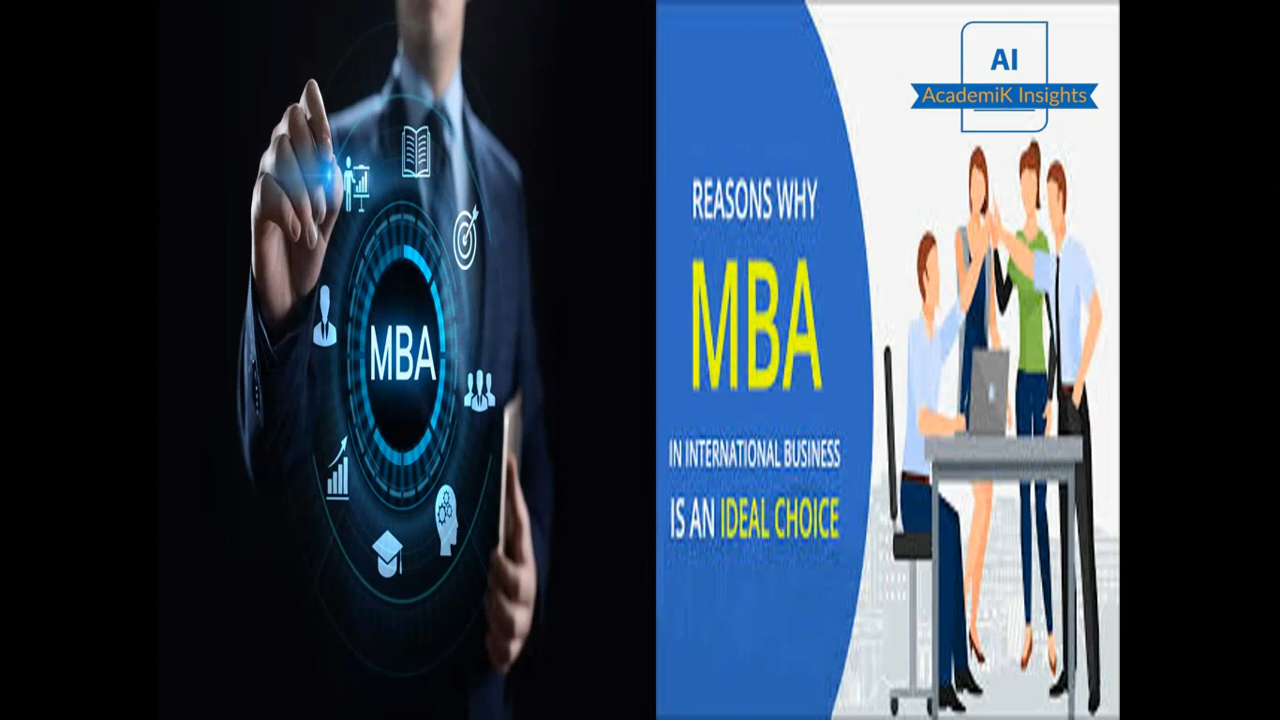 MBA
AI
AcademiK Insights
REASONS WHY
MBA
IN INTERNATIONAL BUSINESS
IS AN IDEAL CHOICE